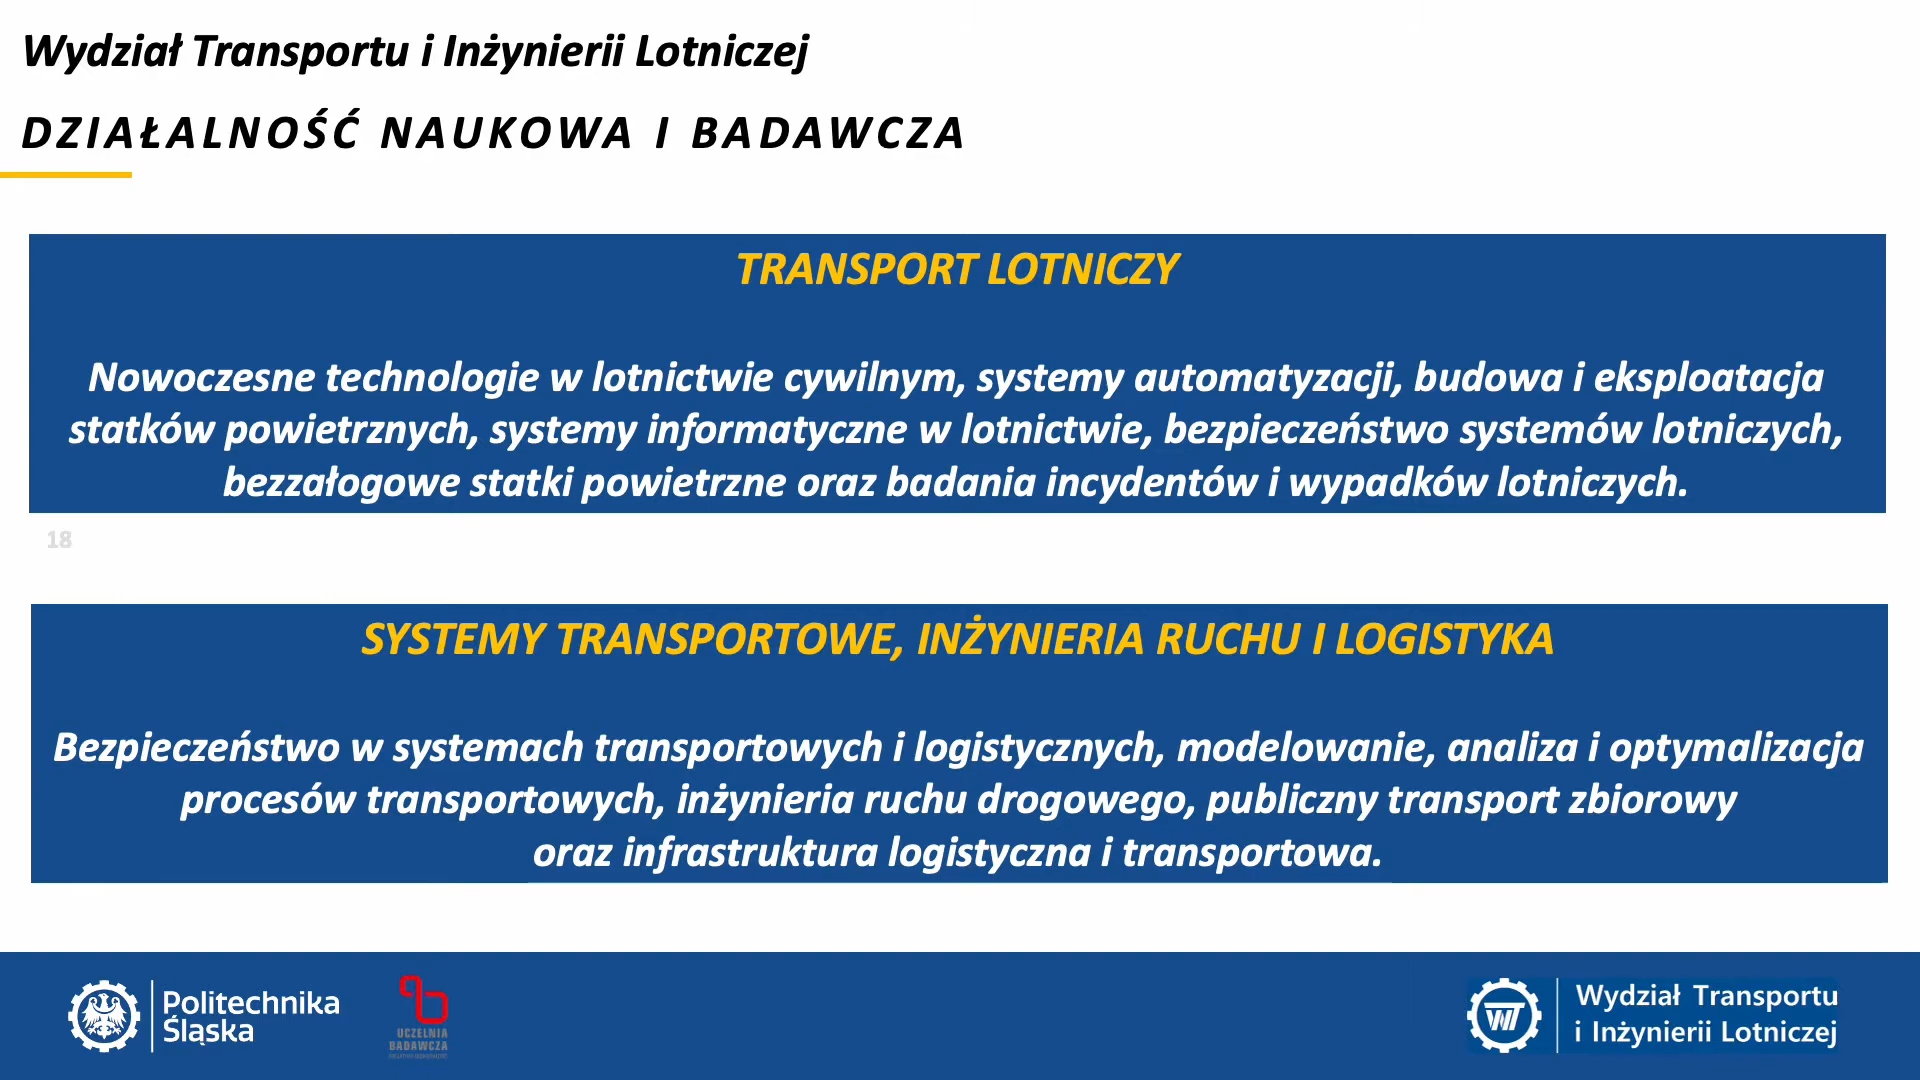 Wydział Transportu i Inżynierii Lotniczej
DZIAŁALNOŚĆ NAUKOWA I BADAWCZA
TRANSPORT LOTNICZY
Nowoczesne technologie w lotnictwie cywilnym, systemy automatyzacji, budowa i eksploatacja
statków powietrznych, systemy informatyczne w lotnictwie, bezpieczeństwo systemów lotniczych,
bezzałogowe statki powietrzne oraz badania incydentów i wypadków lotniczych.
18
SYSTEMY TRANSPORTOWE, INŻYNIERIA RUCHU I LOGISTYKA
Bezpieczeństwo w systemach transportowych i logistycznych, modelowanie, analiza i optymalizacja
procesów transportowych, inżynieria ruchu drogowego, publiczny transport zbiorowy
oraz infrastruktura logistyczna i transportowa.
Politechnika
Śląska
UCZELNIA
BADAWCZA
Wydział Transportu
i Inżynierii Lotniczej